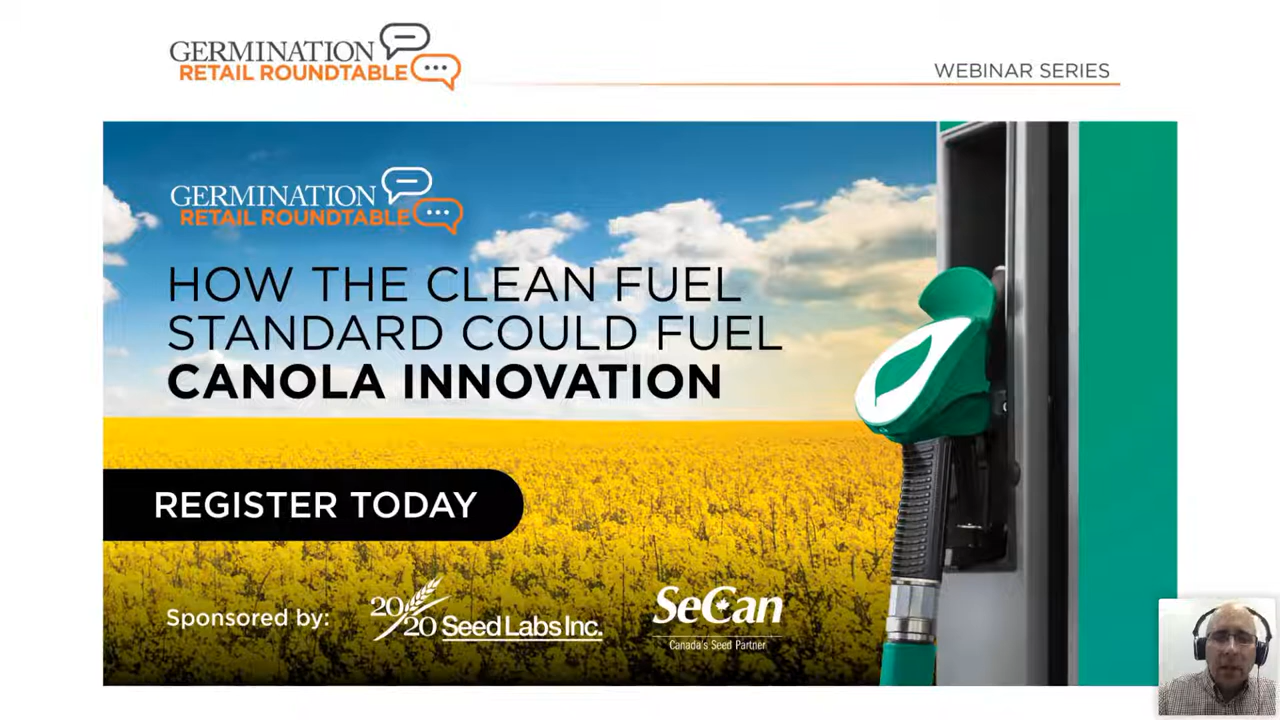 GERMINATION
RETAIL ROUNDTABLE
WEBINAR SERIES
GERMINATION
RETAIL ROUNDTABLE
HOW THE CLEAN FUEL
STANDARD COULD FUEL
CANOLA INNOVATION
REGISTER TODAY
Sponsored by:
20/20 Seed Labs Inc.
SeCan
Canada's Seed Partner